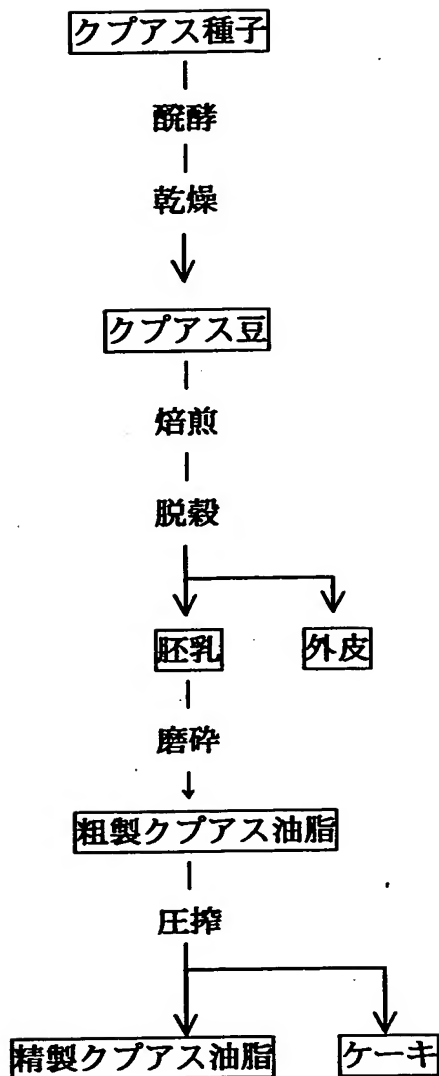 クプアス種子
醗酵
乾燥
クプアス豆
焙煎
脱穀
胚乳 外皮
磨砕
粗製クプアス油脂
圧搾
精製クプアス油脂 ケーキ